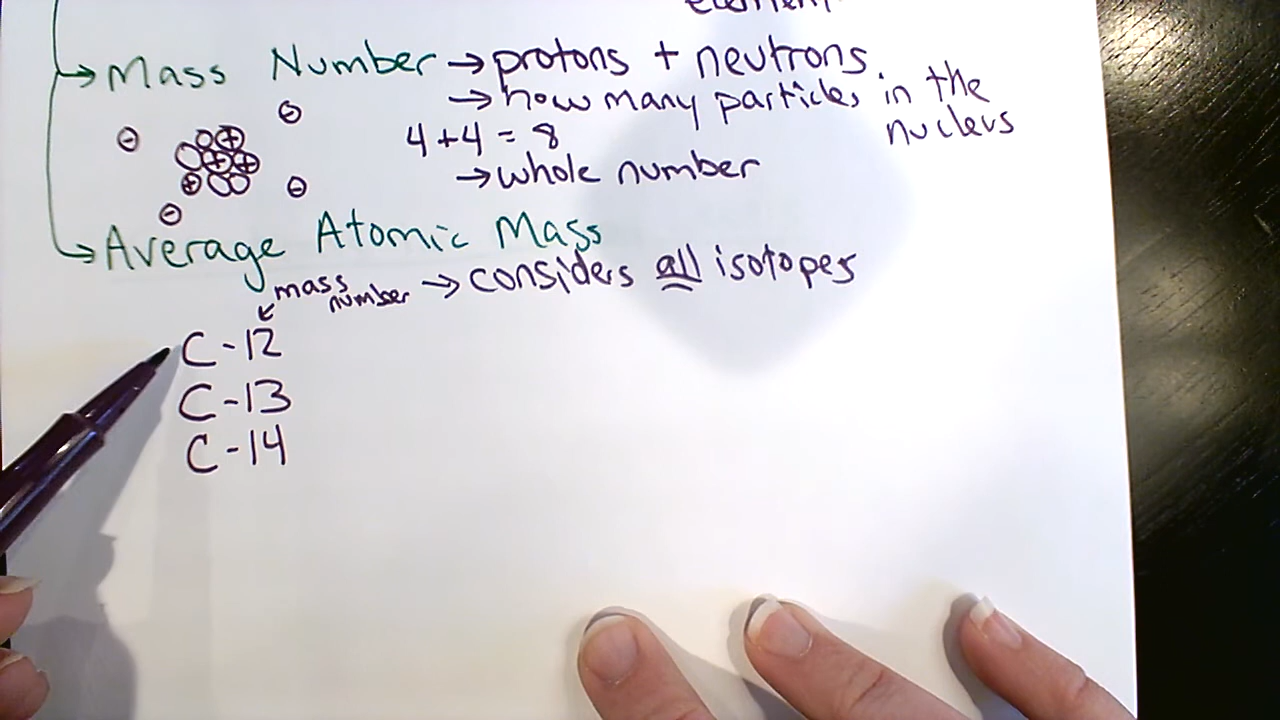 element
→ Mass Number → protons + neutrons
→ how many particles in the nucleus
4 + 4 = 8
→ whole number
→ Average Atomic Mass
mass number → considers all isotopes
C-12
C-13
C-14